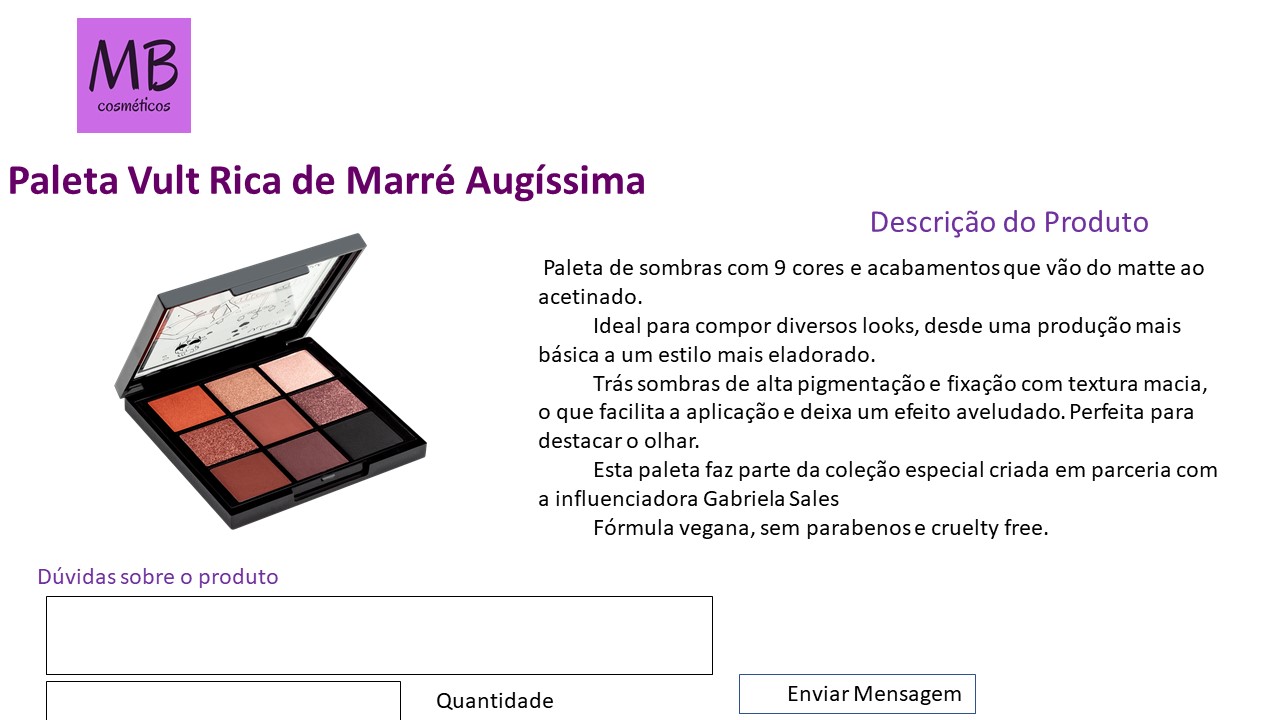 MB
cosméticos
Paleta Vult Rica de Marré Augíssima
Descrição do Produto
Paleta de sombras com 9 cores e acabamentos que vão do matte ao
acetinado.
Ideal para compor diversos looks, desde uma produção mais
básica a um estilo mais eladorado.
Trás sombras de alta pigmentação e fixação com textura macia,
o que facilita a aplicação e deixa um efeito aveludado. Perfeita para
destacar o olhar.
Esta paleta faz parte da coleção especial criada em parceria com
a influenciadora Gabriela Sales
Fórmula vegana, sem parabenos e cruelty free.
Dúvidas sobre o produto
Enviar Mensagem
Quantidade